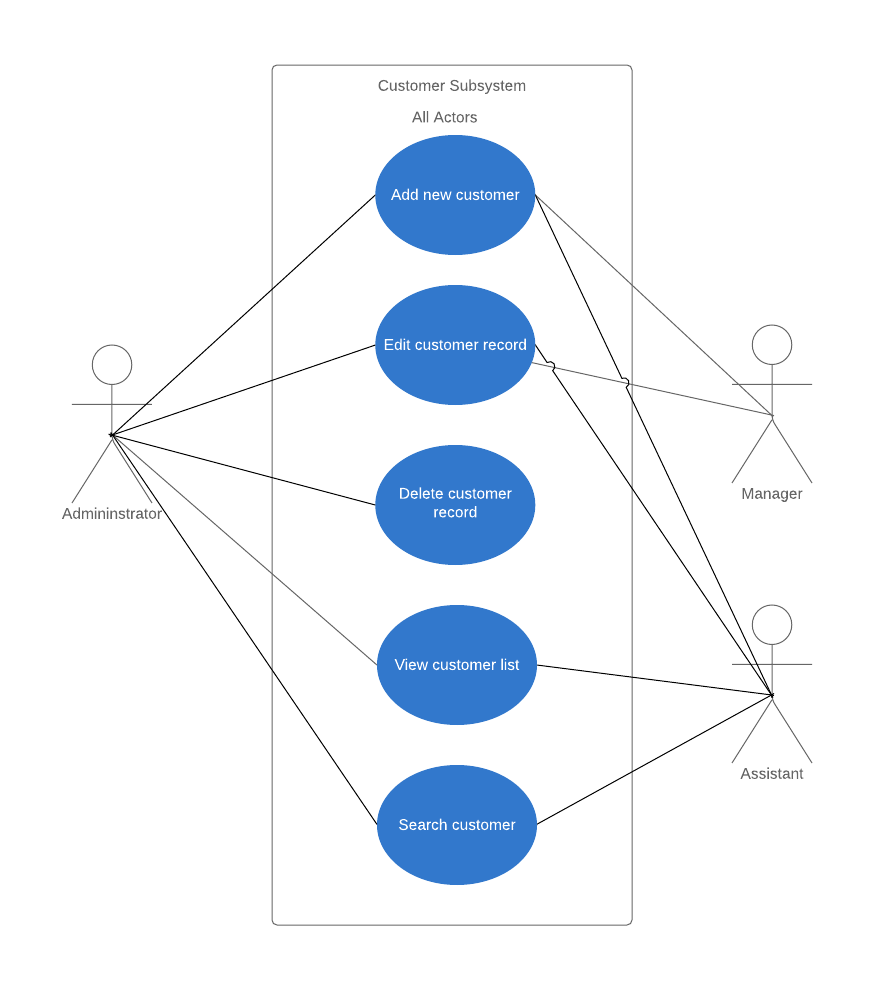 Customer Subsystem
All Actors
Add new customer
Edit customer record
Admininstrator
Manager
Delete customer
record
View customer list
Assistant
Search customer